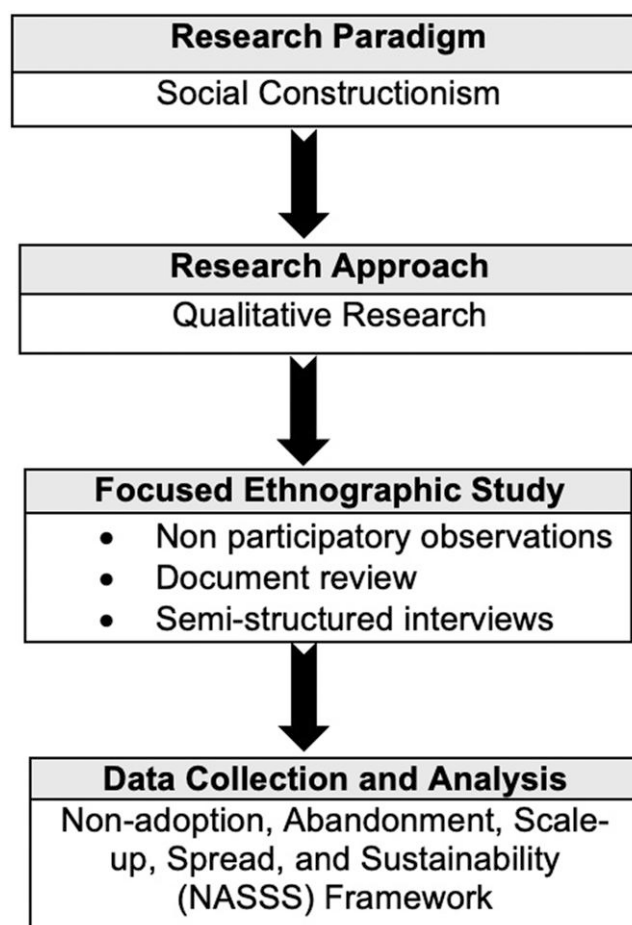 Research Paradigm
Social Constructionism
Research Approach
Qualitative Research
Focused Ethnographic Study
• Non participatory observations
• Document review
• Semi-structured interviews
Data Collection and Analysis
Non-adoption, Abandonment, Scale-
up, Spread, and Sustainability
(NASSS) Framework